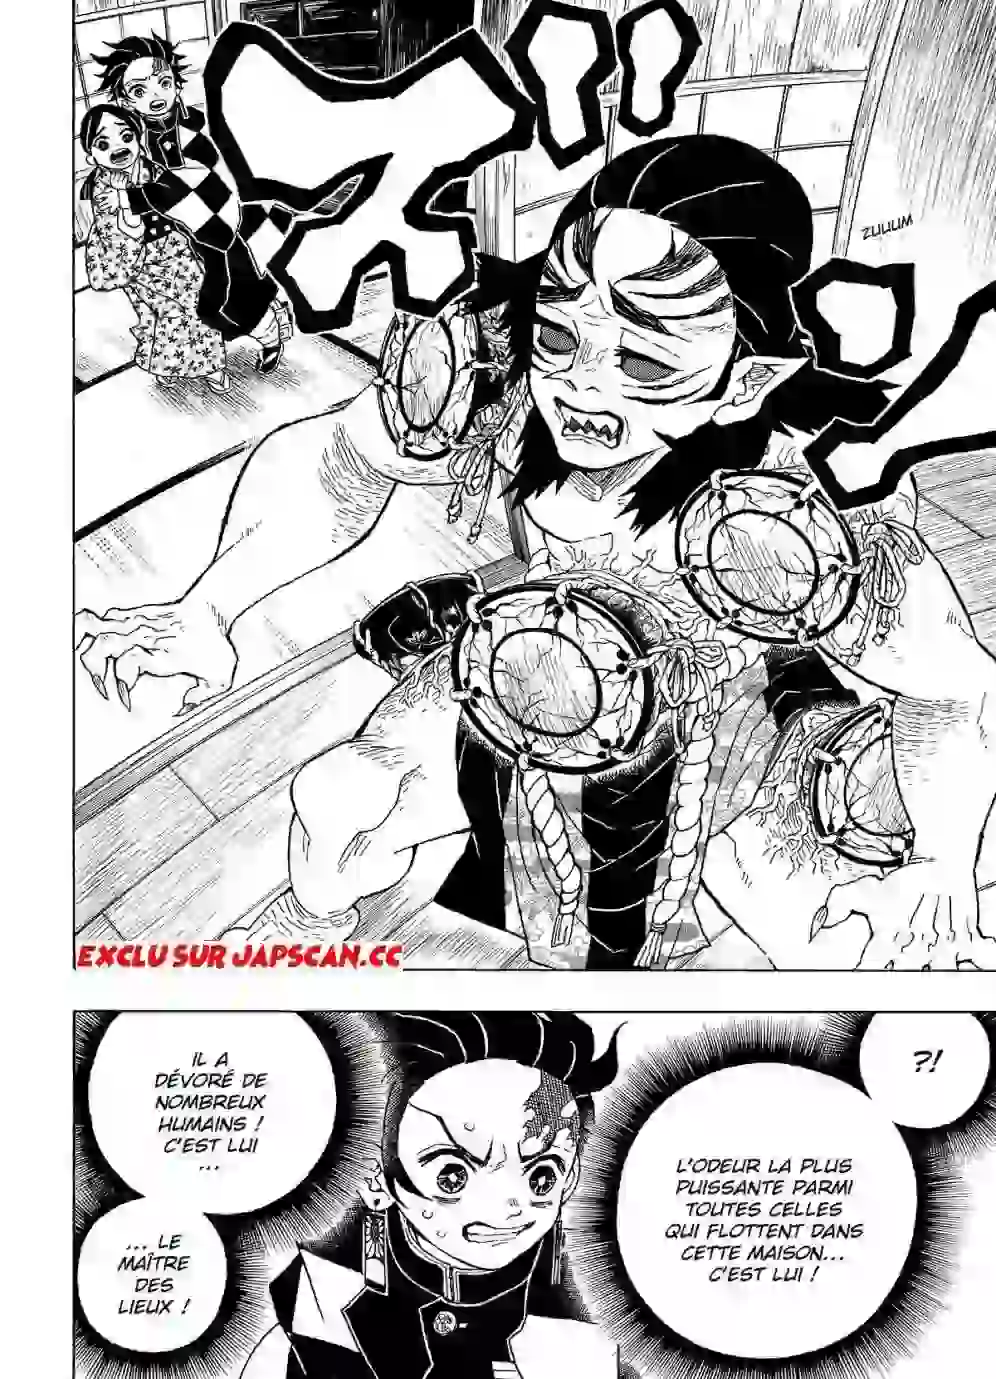 ZUUUM
EXCLU SUR JAPSCAN.CC
?!
L'ODEUR LA PLUS
PUISSANTE PARMI
TOUTES CELLES
QUI FLOTTENT DANS
CETTE MAISON...
C'EST LUI !
IL A
DÉVORÉ DE
NOMBREUX
HUMAINS !
C'EST LUI
...
... LE
MAÎTRE
DES
LIEUX !